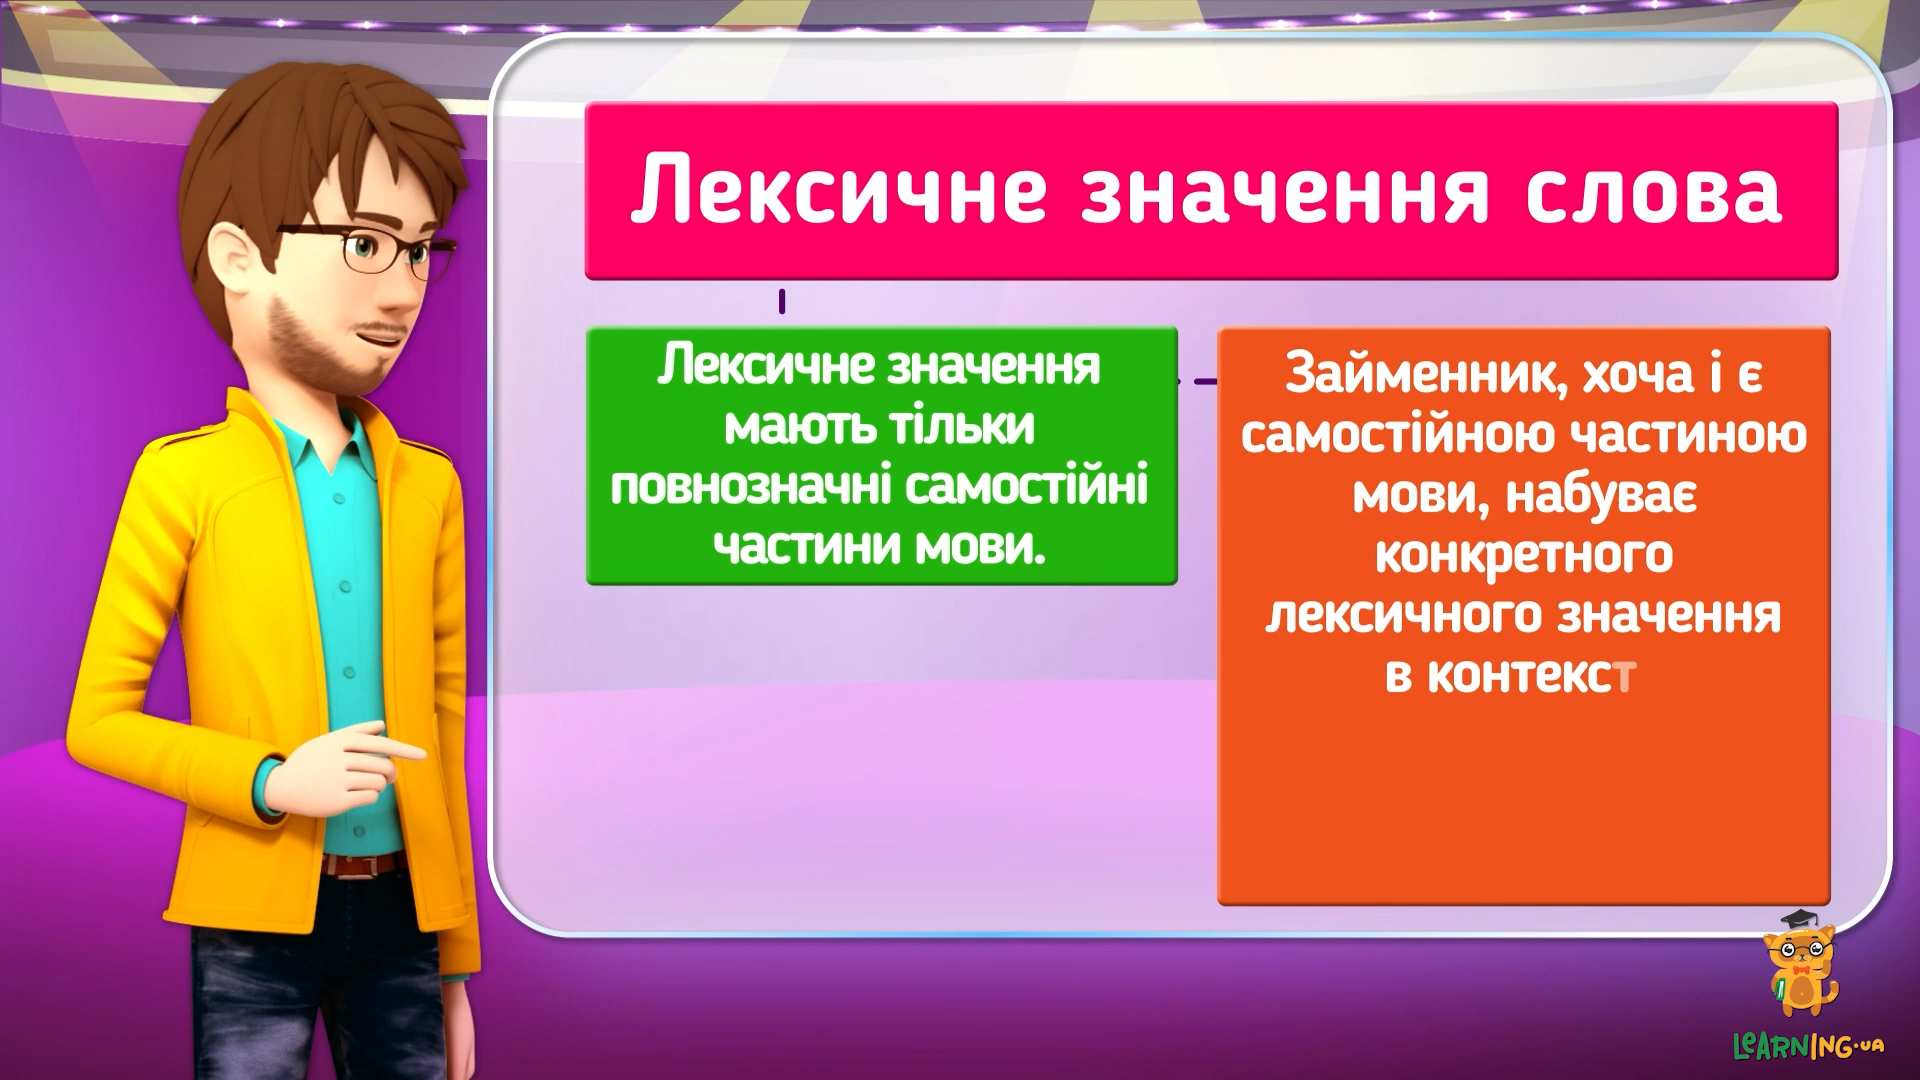 Лексичне значення слова
Лексичне значення
мають тільки
повнозначні самостійні
частини мови.
Займенник, хоча і є
самостійною частиною
мови, набуває
конкретного
лексичного значення
в контекст
LeARNING.UA